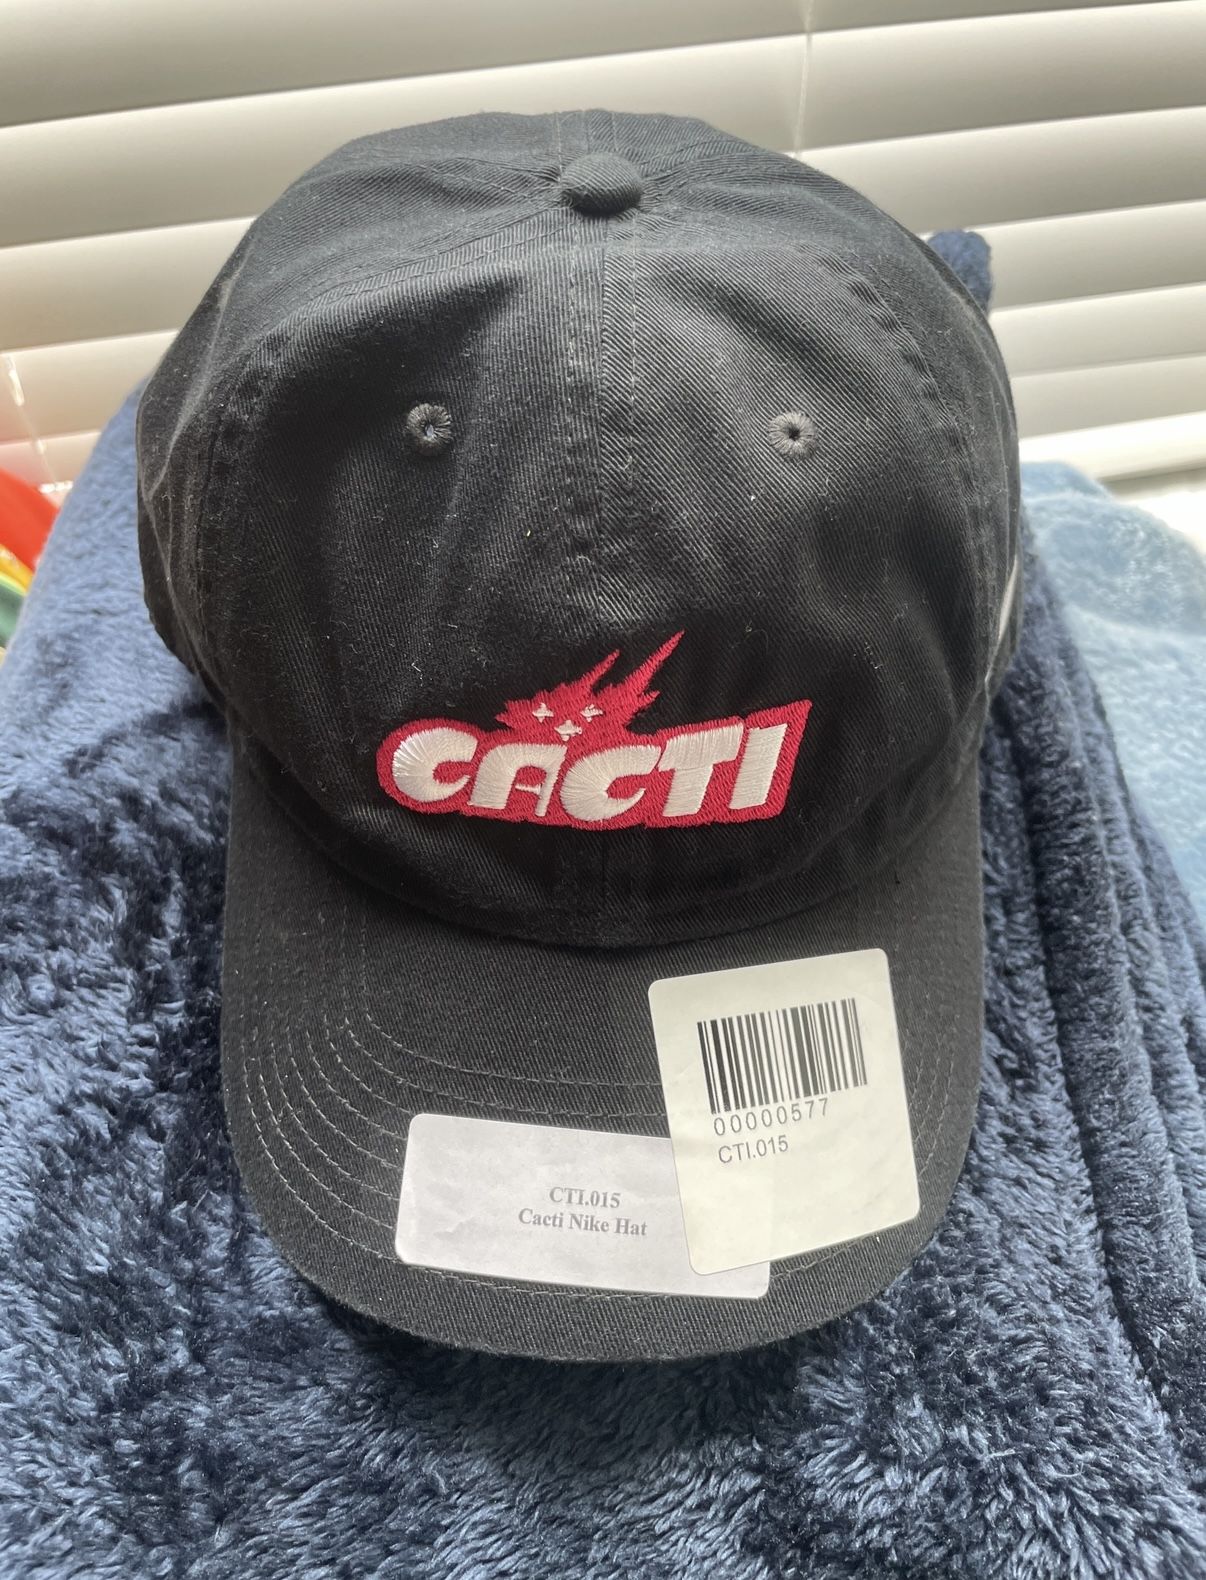 CACTI
00000577
CTI.015
CTI.015
Cacti Nike Hat